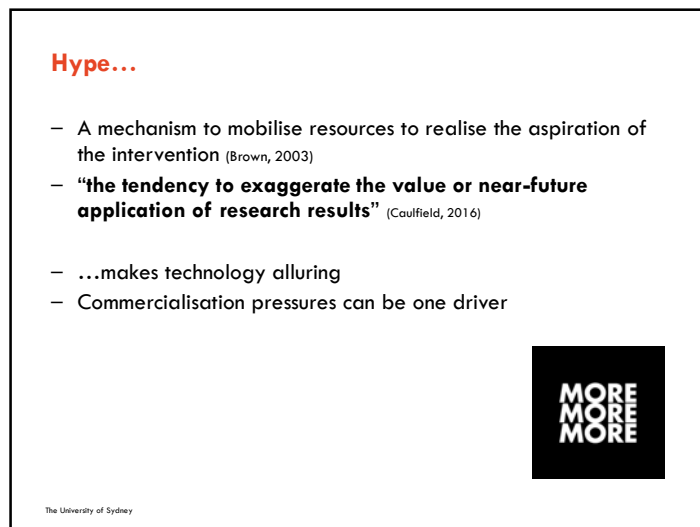 Hype…
– A mechanism to mobilise resources to realise the aspiration of
the intervention (Brown, 2003)
– “the tendency to exaggerate the value or near-future
application of research results” (Caulfield, 2016)
– …makes technology alluring
– Commercialisation pressures can be one driver
MORE
MORE
MORE
The University of Sydney